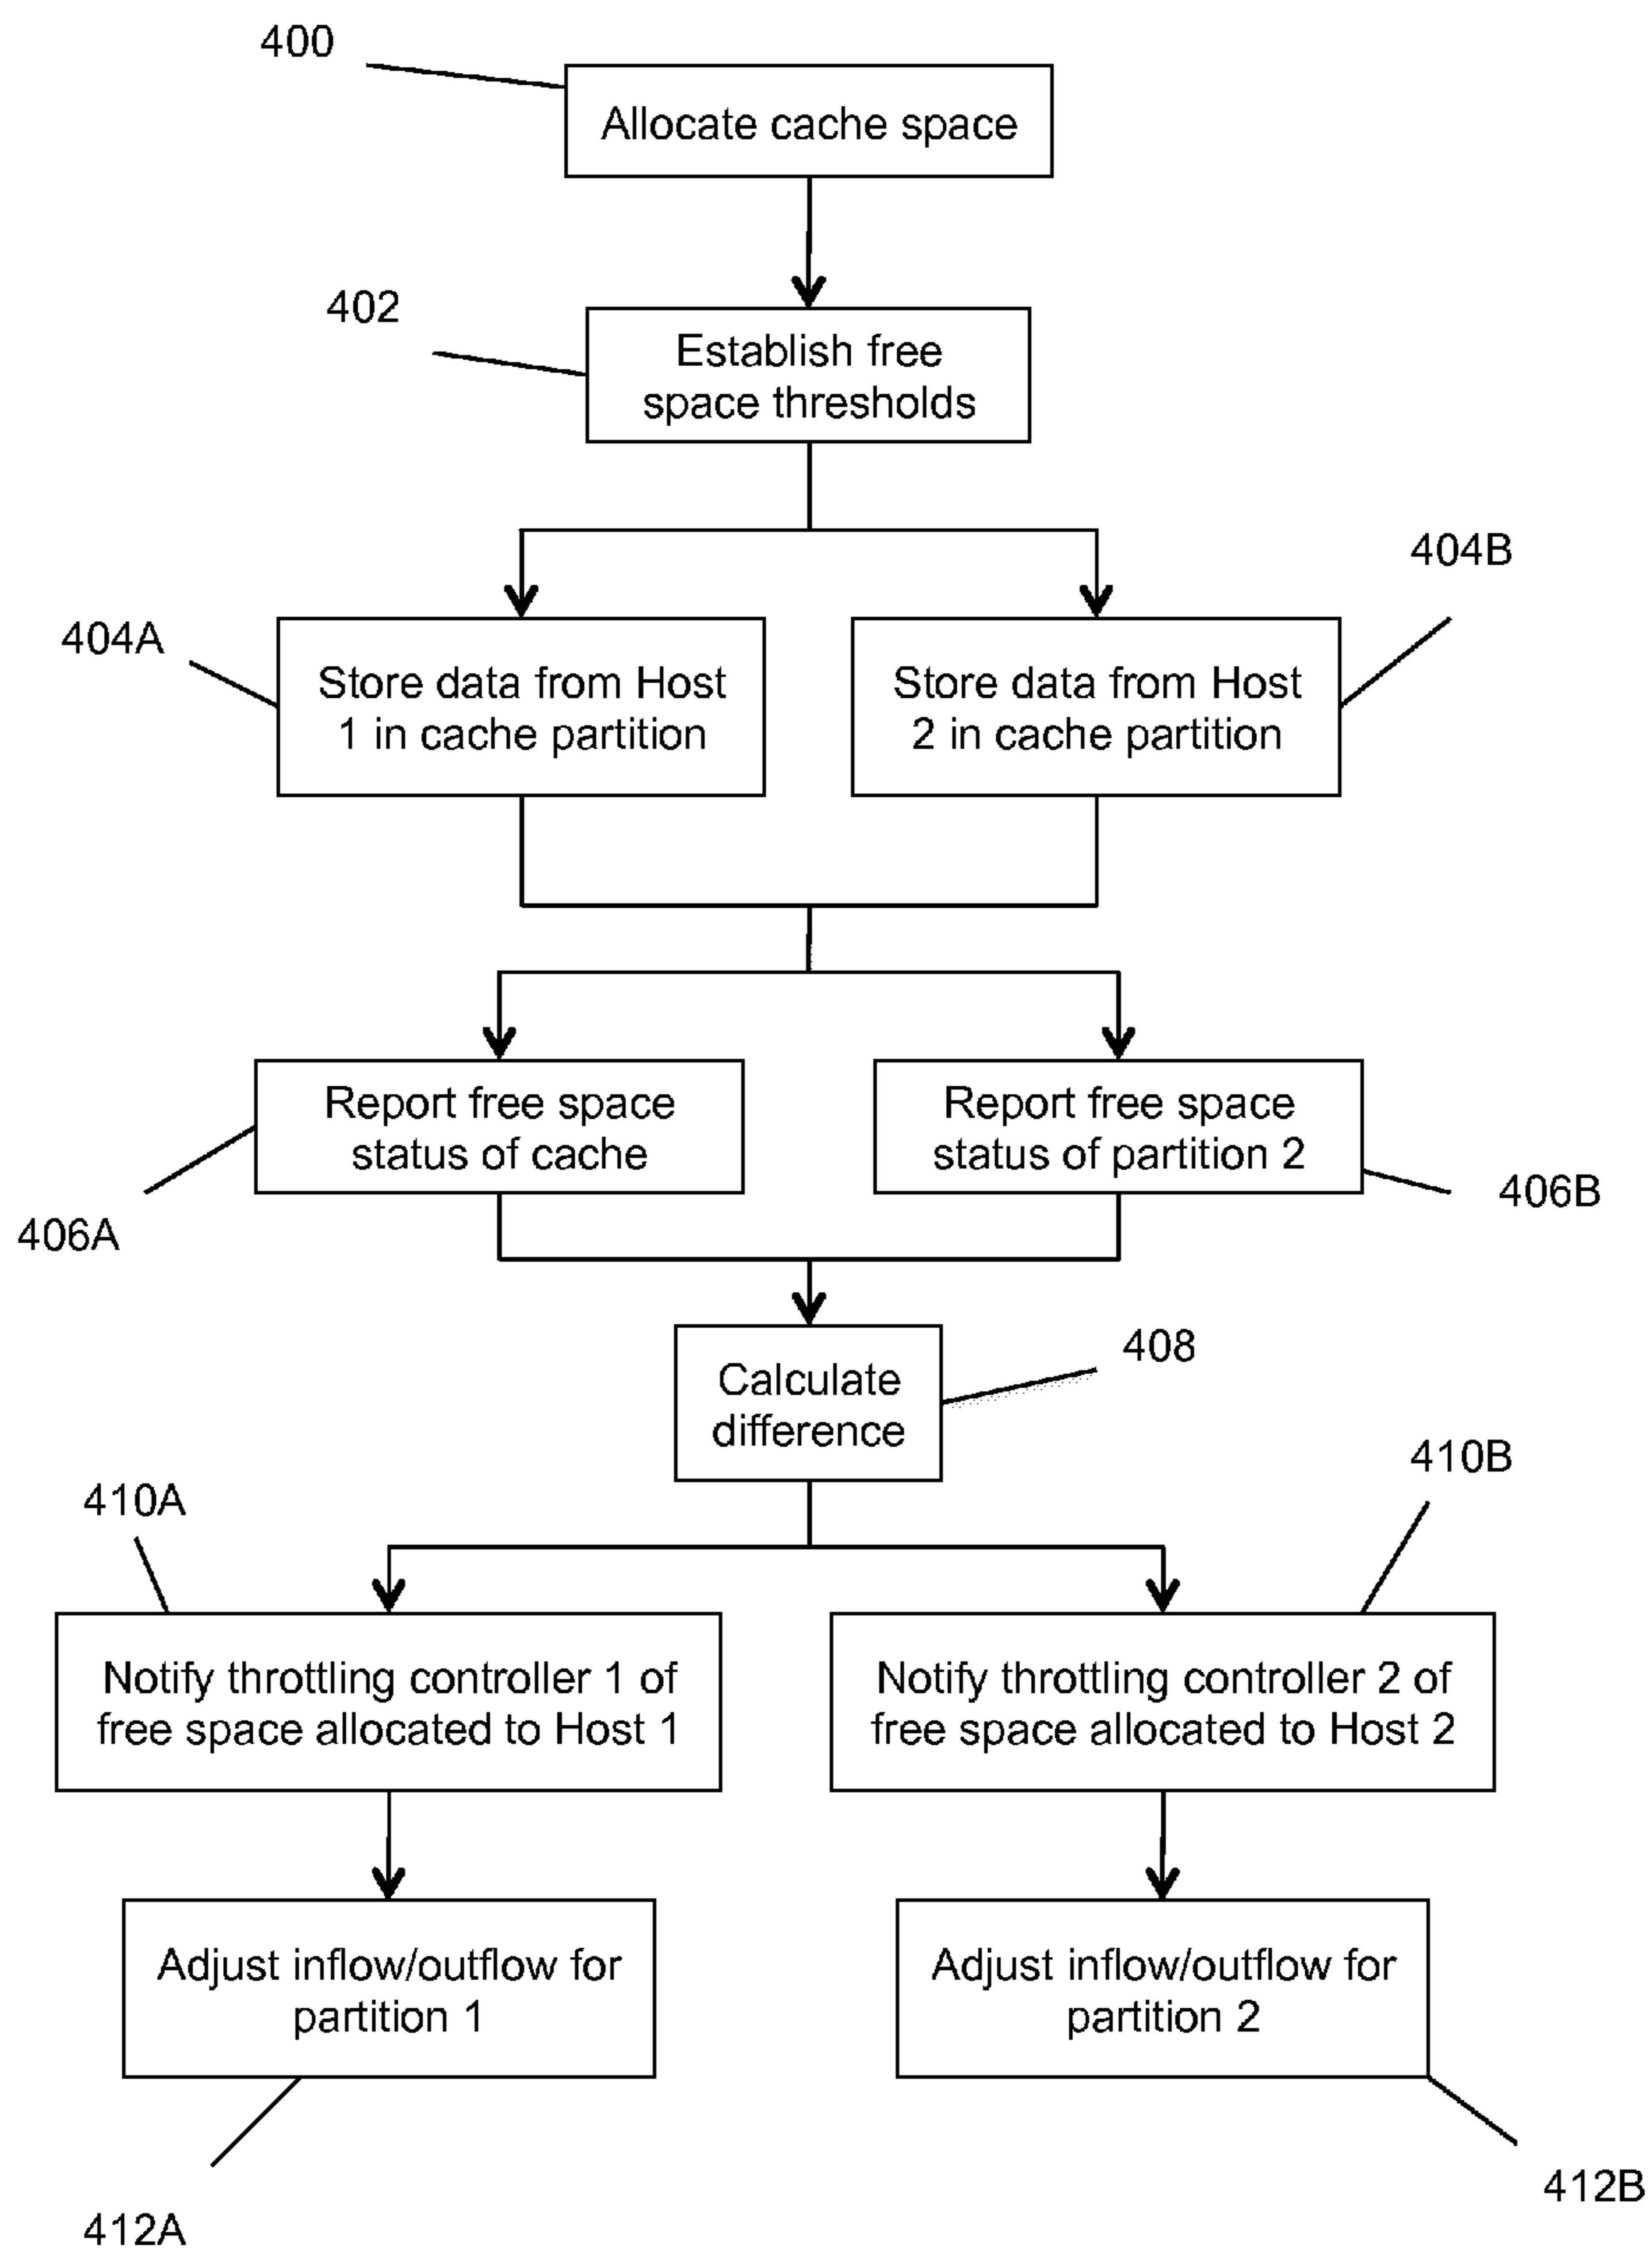 400
Allocate cache space
402
Establish free
space thresholds
404B
404A
Store data from Host
1 in cache partition
Store data from Host
2 in cache partition
Report free space
status of cache
Report free space
status of partition 2
406A
406B
408
Calculate
difference
410B
410A
Notify throttling controller 1 of
free space allocated to Host 1
Notify throttling controller 2 of
free space allocated to Host 2
Adjust inflow/outflow for
partition 1
Adjust inflow/outflow for
partition 2
412A
412B